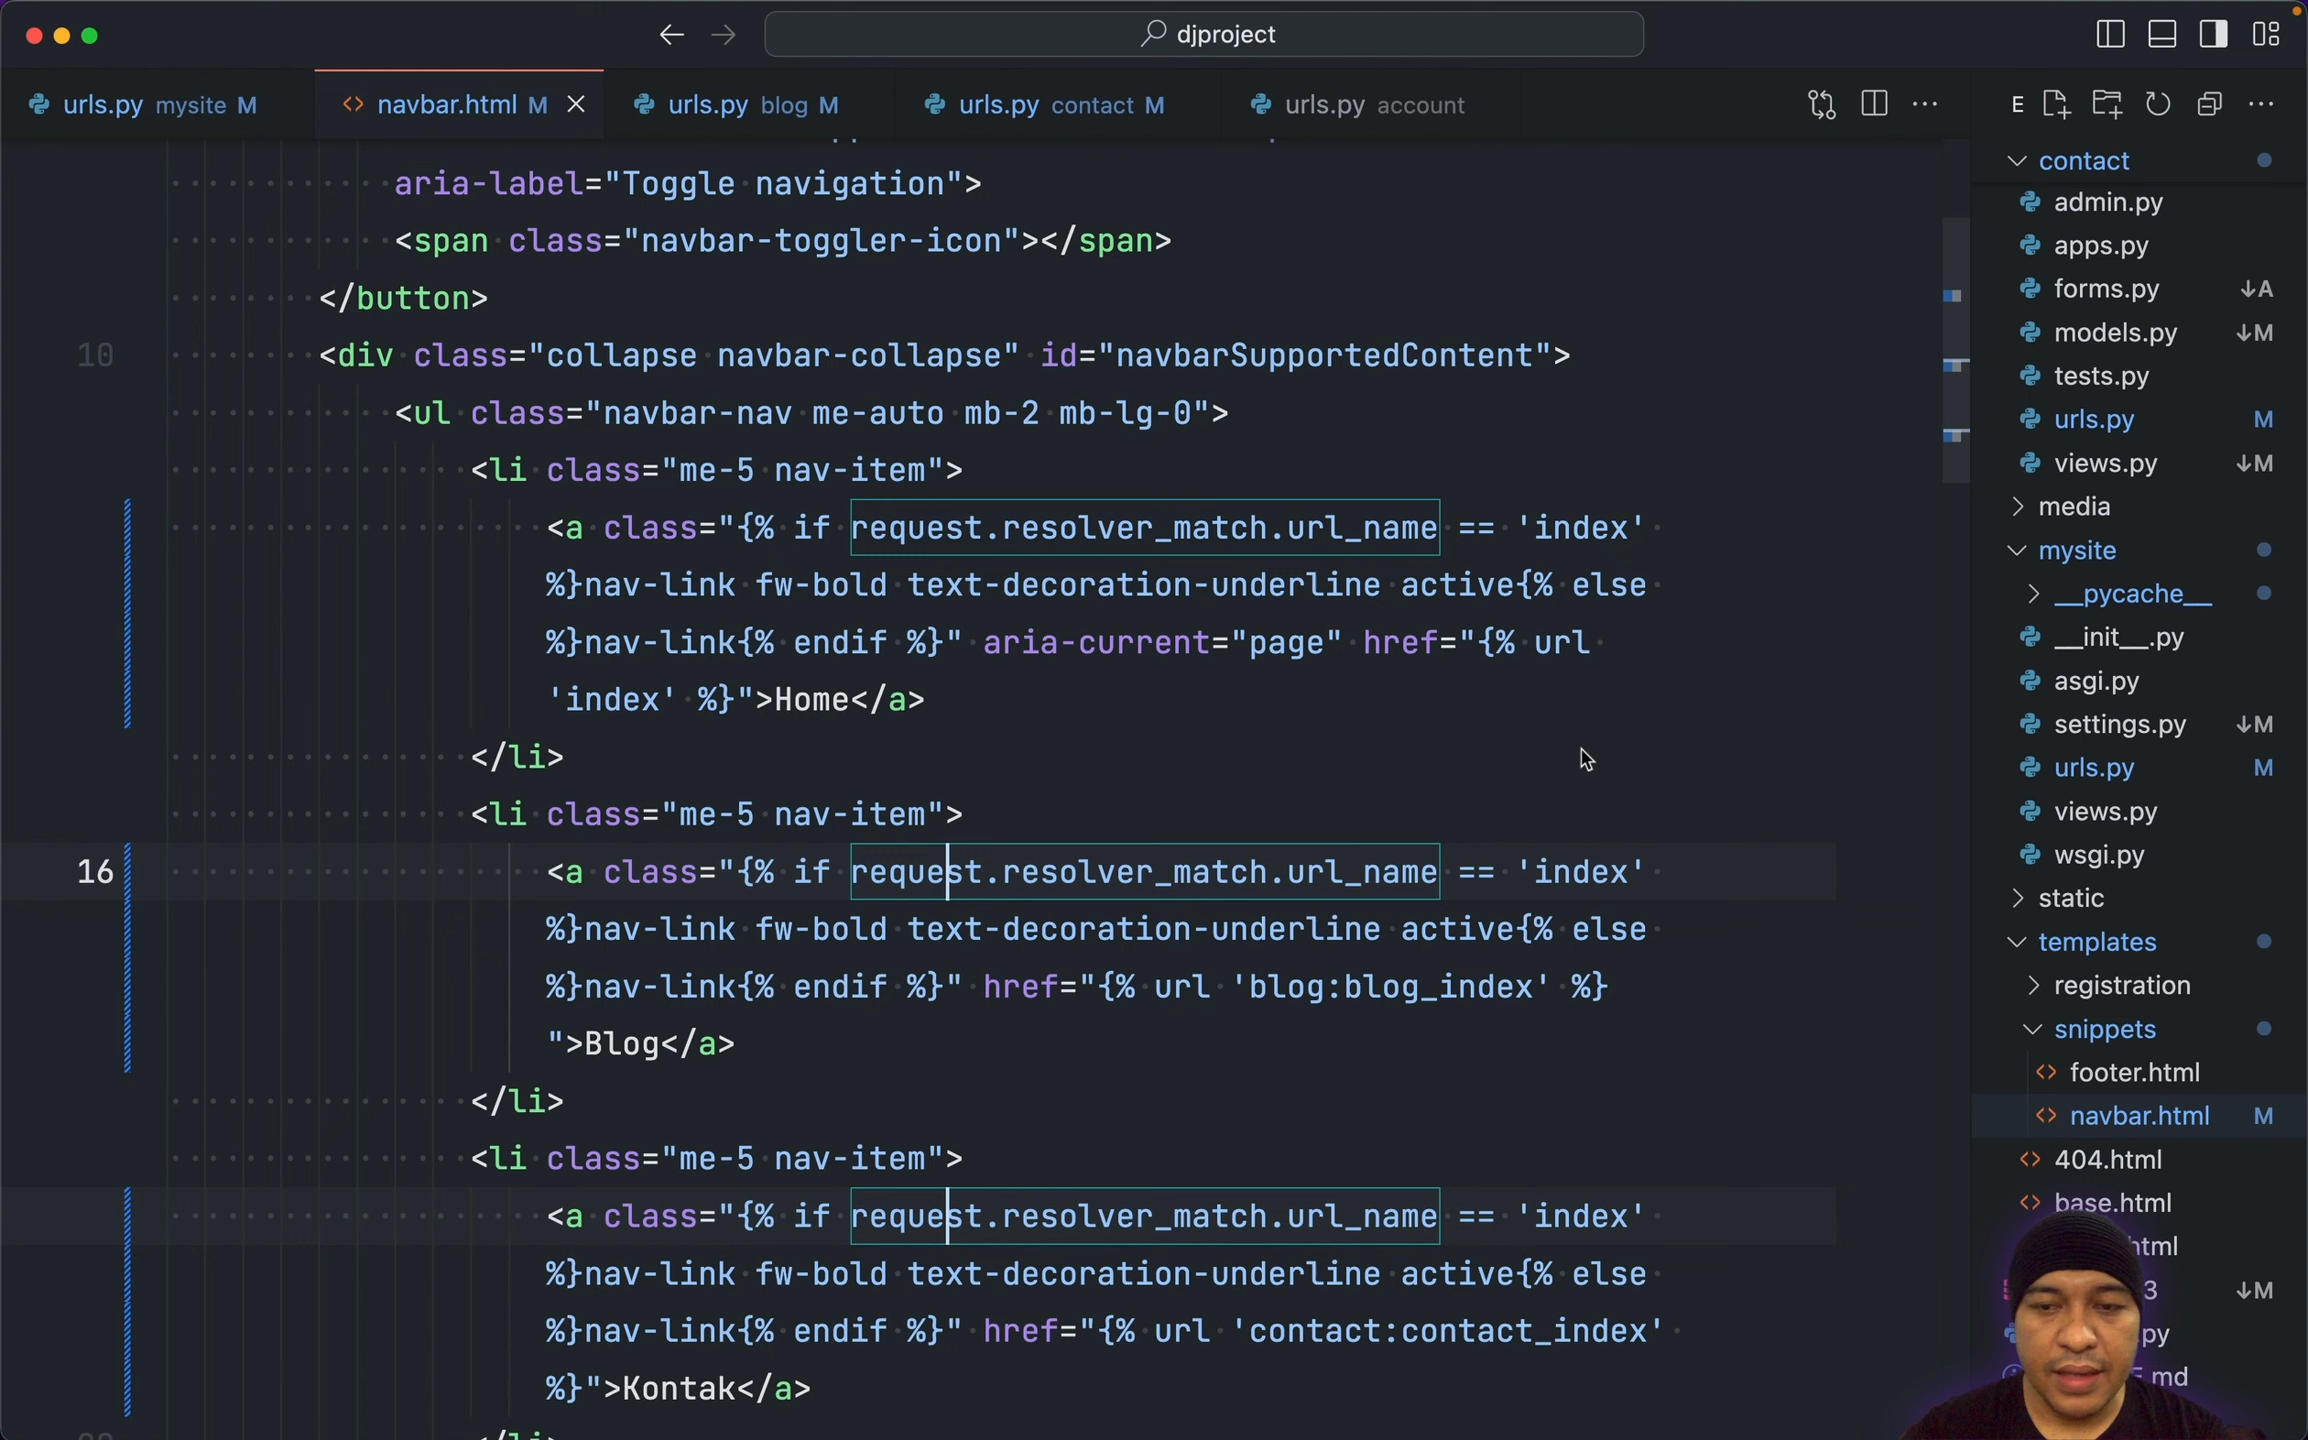 djproject
urls.py mysite M
navbar.html M
urls.py blog M
urls.py contact M
urls.py account
E
aria-label="Toggle navigation">
<span class="navbar-toggler-icon"></span>
</button>
10 <div class="collapse navbar-collapse" id="navbarSupportedContent">
<ul class="navbar-nav me-auto mb-2 mb-lg-0">
<li class="me-5 nav-item">
<a class="{% if request.resolver_match.url_name == 'index'
%}nav-link fw-bold text-decoration-underline active{% else
%}nav-link{% endif %}" aria-current="page" href="{% url
'index' %}">Home</a>
</li>
<li class="me-5 nav-item">
16 <a class="{% if request.resolver_match.url_name == 'index'
%}nav-link fw-bold text-decoration-underline active{% else
%}nav-link{% endif %}" href="{% url 'blog:blog_index' %}
">Blog</a>
</li>
<li class="me-5 nav-item">
<a class="{% if request.resolver_match.url_name == 'index'
%}nav-link fw-bold text-decoration-underline active{% else
%}nav-link{% endif %}" href="{% url 'contact:contact_index'
%}">Kontak</a>
contact
admin.py
apps.py
forms.py ↓A
models.py ↓M
tests.py
urls.py M
views.py ↓M
media
mysite
__pycache__
__init__.py
asgi.py
settings.py ↓M
urls.py M
views.py
wsgi.py
static
templates
registration
snippets
footer.html
navbar.html M
404.html
base.html
html
3 ↓M
py
md